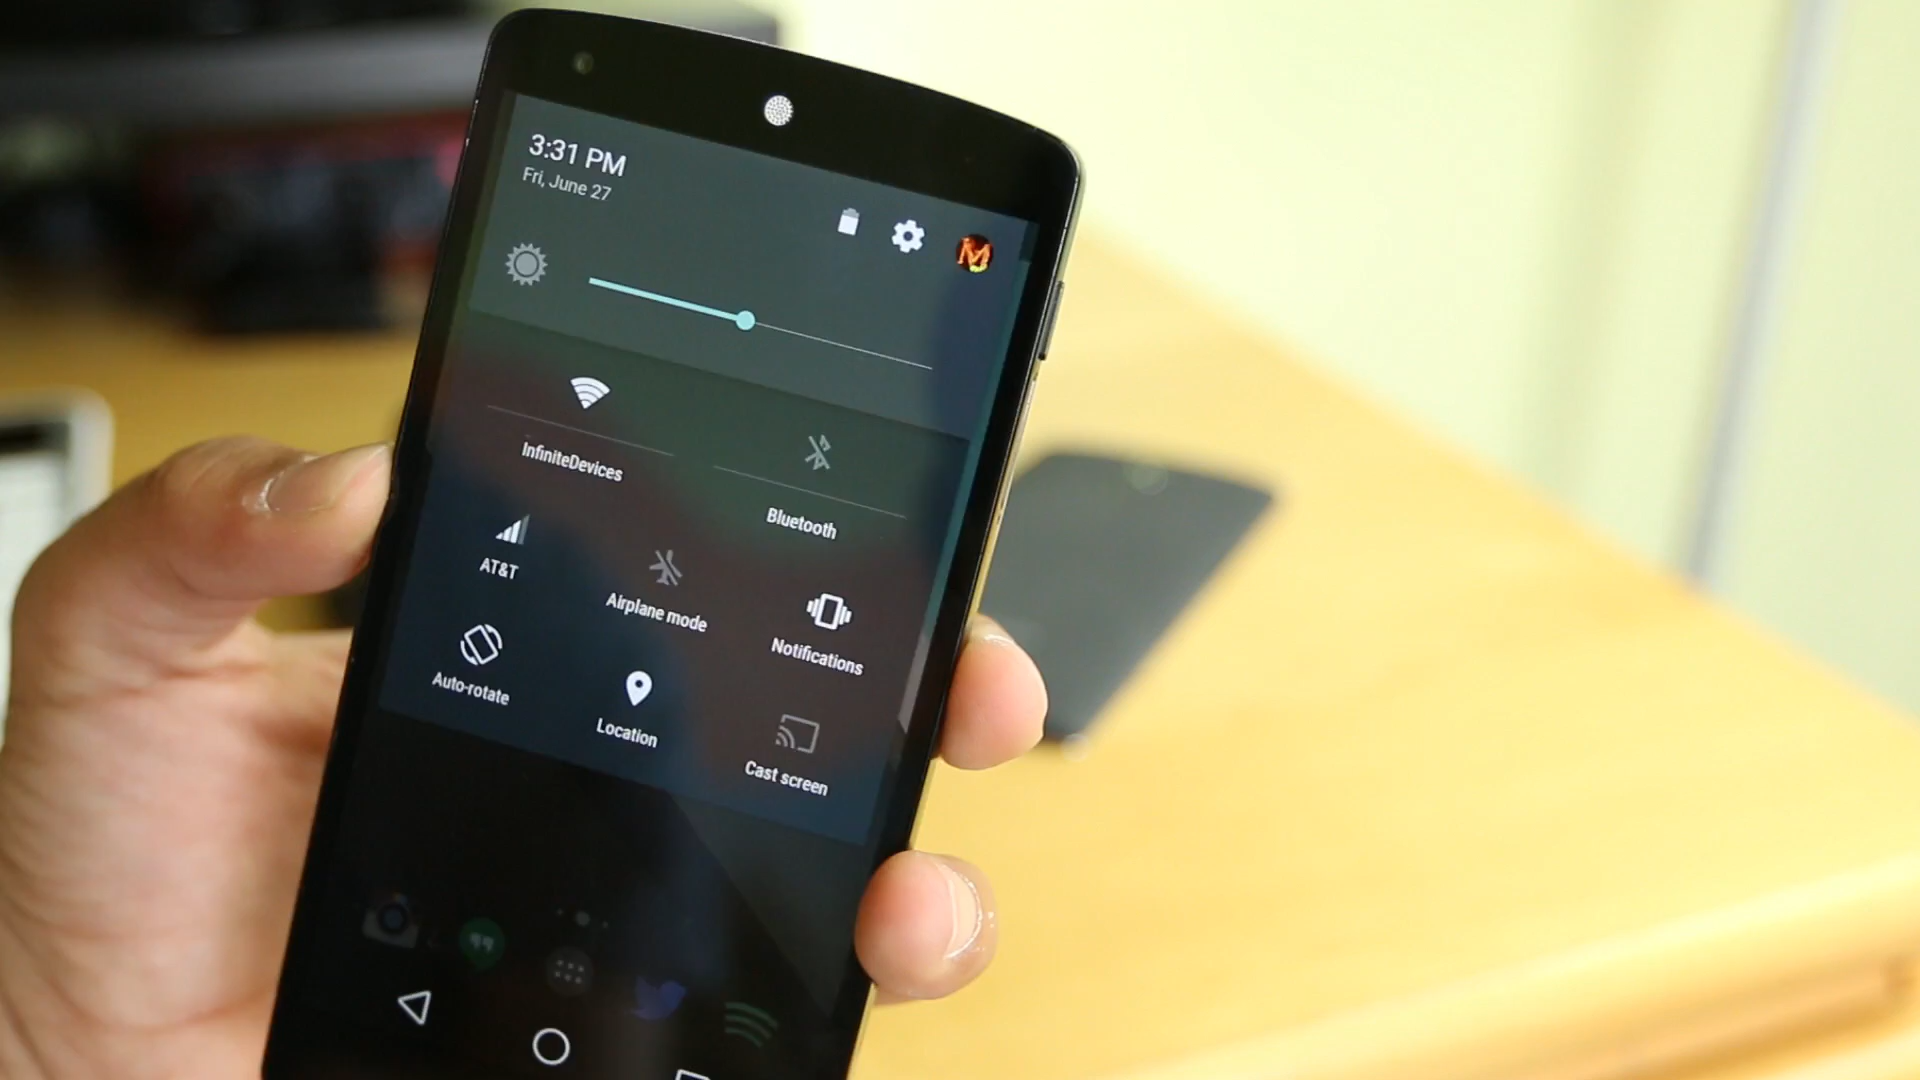 3:31 PM
Fri, June 27
M
InfiniteDevices
Bluetooth
AT&T
Airplane mode
Notifications
Auto-rotate
Location
Cast screen